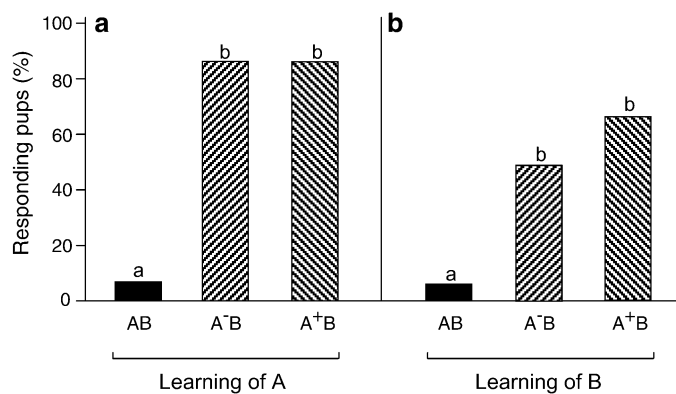 a
b
Responding pups (%)
100
80
60
40
20
0
a
b
b
a
b
b
AB
A⁻B
A⁺B
AB
A⁻B
A⁺B
Learning of A
Learning of B